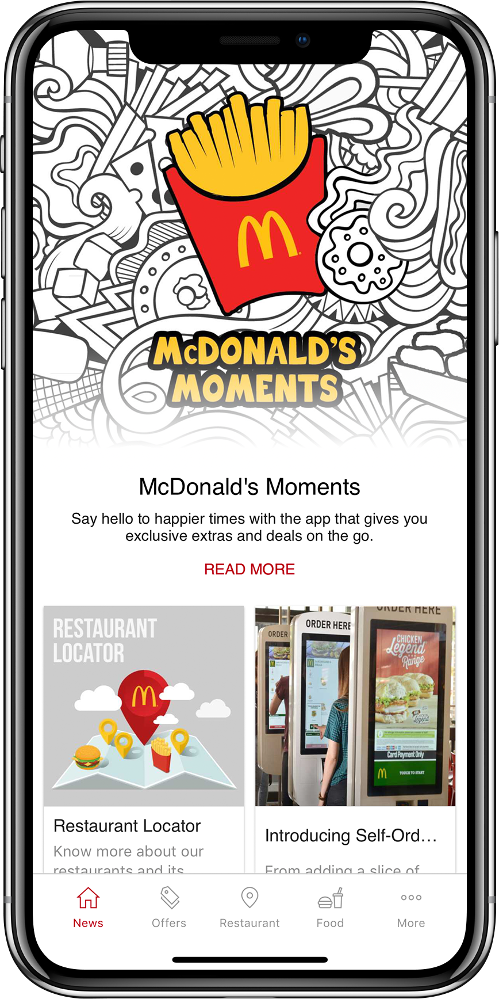 McDONALD'S
MOMENTS
McDonald's Moments
Say hello to happier times with the app that gives you
exclusive extras and deals on the go.
READ MORE
RESTAURANT
LOCATOR
ORDER
ORDER HERE
ORDER HERE
CHICKEN
Legend
Range
Card Payment Only
TOUCH TO START
Restaurant Locator
Know more about our
restaurants and its
Introducing Self-Ord...
From adding a slice of
News
Offers
Restaurant
Food
More